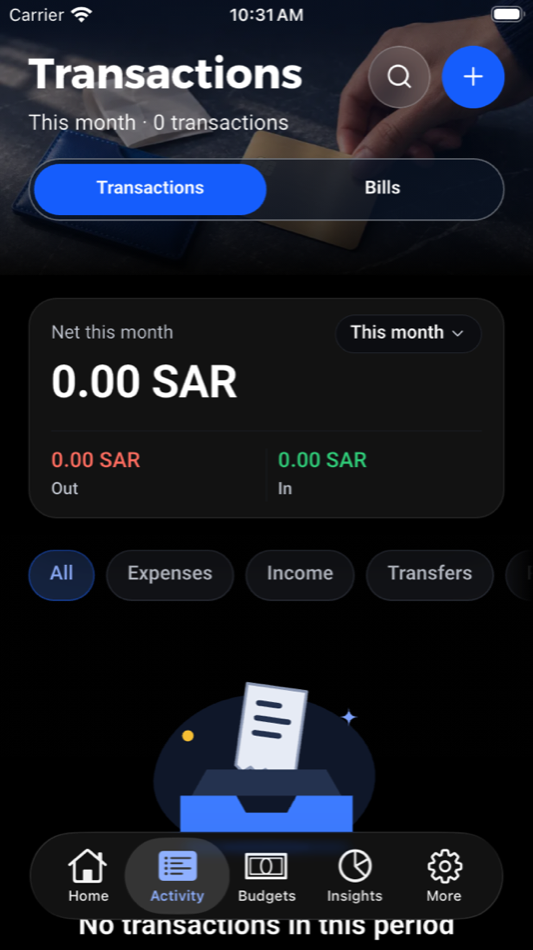 Carrier 10:31 AM
Transactions
This month · 0 transactions
Transactions Bills
Net this month This month
0.00 SAR
0.00 SAR 0.00 SAR
Out In
All Expenses Income Transfers
Home Activity Budgets Insights More
No transactions in this period